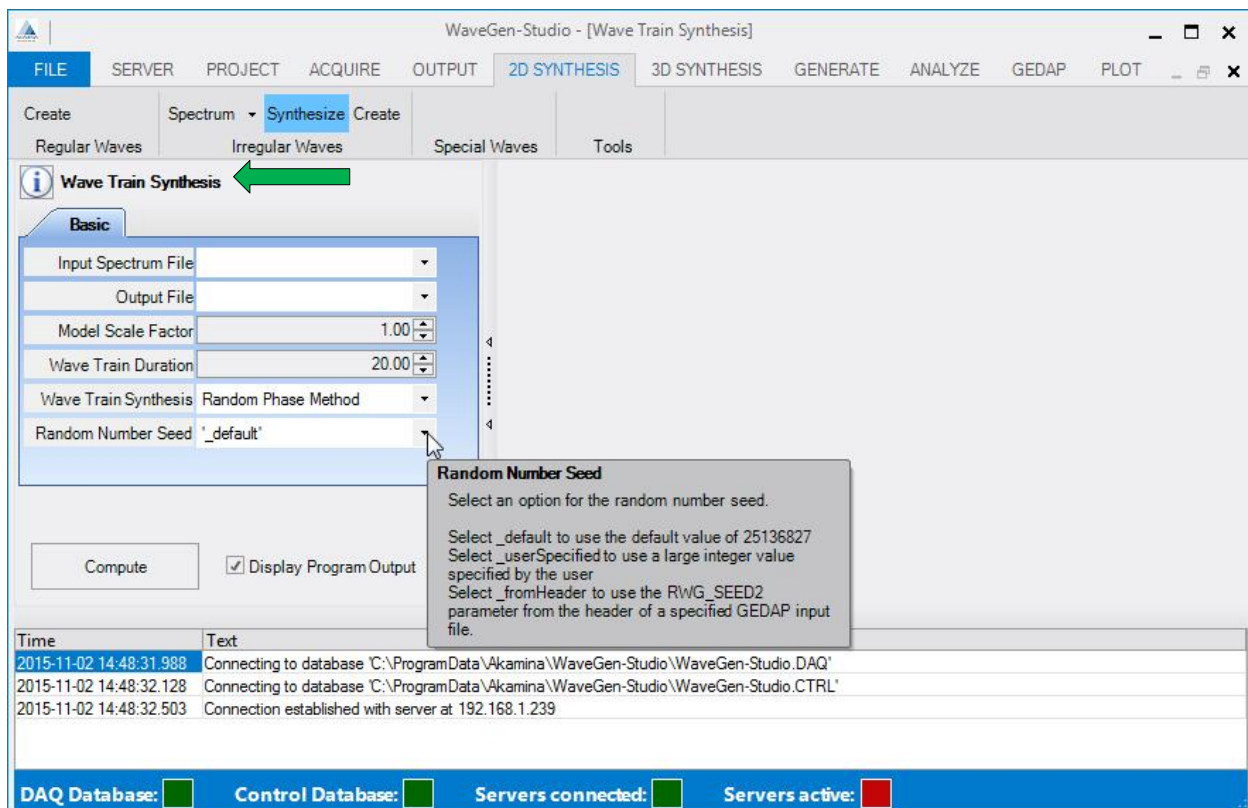 WaveGen-Studio - [Wave Train Synthesis]
FILE SERVER PROJECT ACQUIRE OUTPUT 2D SYNTHESIS 3D SYNTHESIS GENERATE ANALYZE GEDAP PLOT
Create Spectrum Synthesize Create
Regular Waves Irregular Waves Special Waves Tools
Wave Train Synthesis
Basic
Input Spectrum File
Output File
Model Scale Factor 1.00
Wave Train Duration 20.00
Wave Train Synthesis Random Phase Method
Random Number Seed '_default'
Random Number Seed
Select an option for the random number seed.
Select _default to use the default value of 25136827
Select _userSpecified to use a large integer value
specified by the user
Select _fromHeader to use the RWG_SEED2
parameter from the header of a specified GEDAP input
file.
Compute Display Program Output
Time Text
2015-11-02 14:48:31.988 Connecting to database 'C:\ProgramData\Akamina\WaveGen-Studio\WaveGen-Studio.DAQ'
2015-11-02 14:48:32.128 Connecting to database 'C:\ProgramData\Akamina\WaveGen-Studio\WaveGen-Studio.CTRL'
2015-11-02 14:48:32.503 Connection established with server at 192.168.1.239
DAQ Database: Control Database: Servers connected: Servers active: